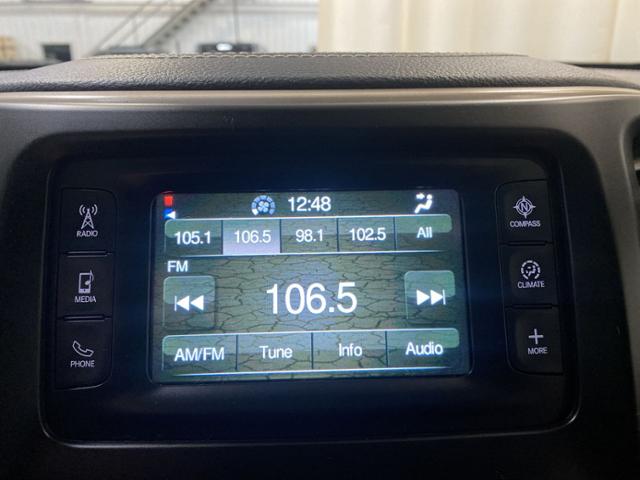 12:48
105.1 106.5 98.1 102.5 All
FM
106.5
AM/FM Tune Info Audio
RADIO
MEDIA
PHONE
N
COMPASS
CLIMATE
+
MORE